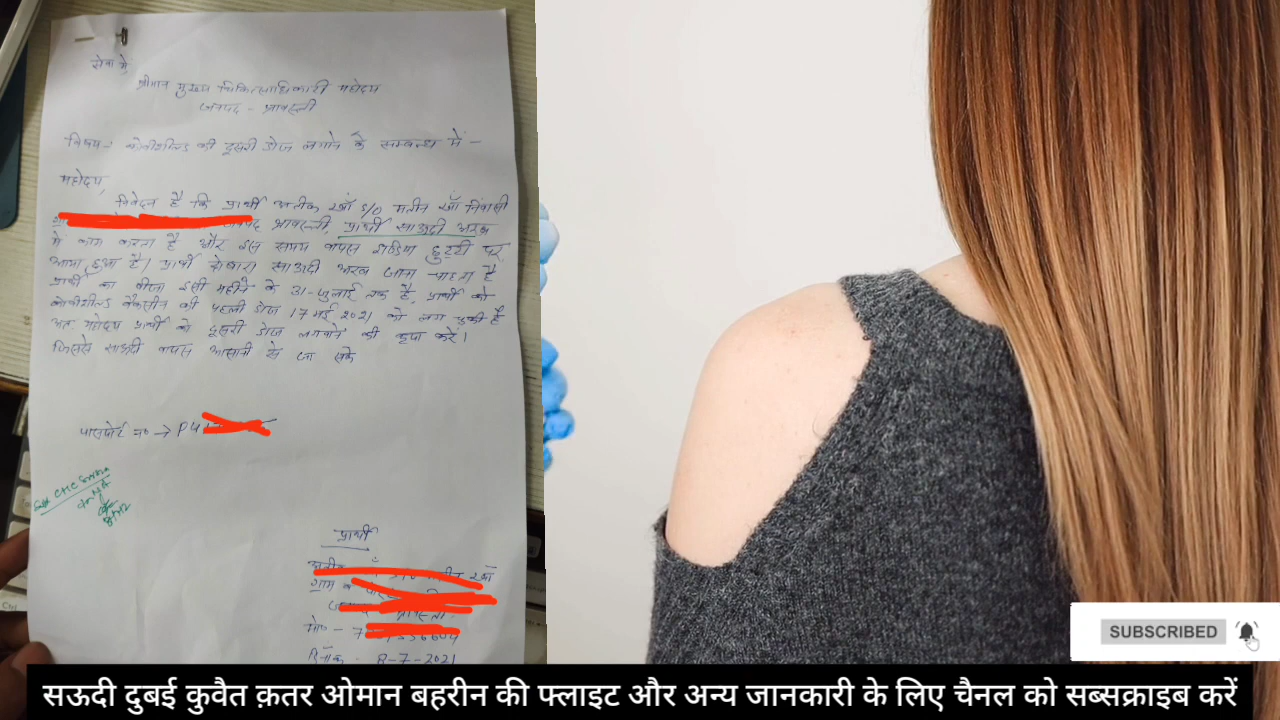 सेवा में,
श्रीमान मुख्य चिकित्साधिकारी महोदय
जनपद - श्रावस्ती
विषय:- कोवीशील्ड की दूसरी डोज लगाने के सम्बन्ध में -
महोदय,
निवेदन है कि प्रार्थी अतीक खाँ S/O मतीन खाँ निवासी
जनपद श्रावस्ती, प्रार्थी साऊदी अरब
में काम करता है और इस समय वापस इण्डिया छुट्टी पर
आया हुआ है। प्रार्थी दोबारा साऊदी अरब जाना चाहता है
प्रार्थी का वीजा इसी महीने के 31-जुलाई तक है, प्रार्थी को
कोवीशील्ड वैक्सीन की पहली डोज 17 मई 2021 को लग चुकी है
अतः महोदय प्रार्थी को दूसरी डोज लगवाने की कृपा करें।
जिससे साऊदी वापस आसानी से जा सके
पासपोर्ट न० → P4
प्रार्थी
खाँ
ग्राम व
मो० - 7
दिनाँक - 8-7-2021
SUBSCRIBED
सऊदी दुबई कुवैत क़तर ओमान बहरीन की फ्लाइट और अन्य जानकारी के लिए चैनल को सब्सक्राइब करें